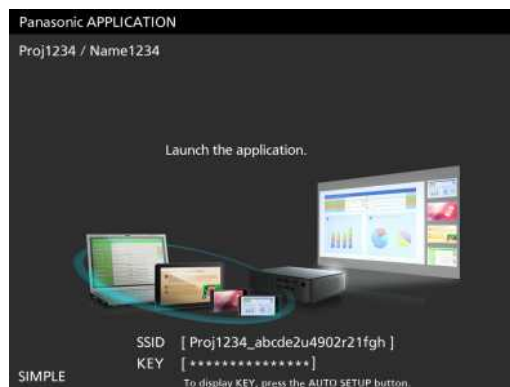 Panasonic APPLICATION
Proj1234 / Name1234
Launch the application.
SSID [ Proj1234_abcde2u4902r21fgh ]
KEY [ *************** ]
To display KEY, press the AUTO SETUP button.
SIMPLE